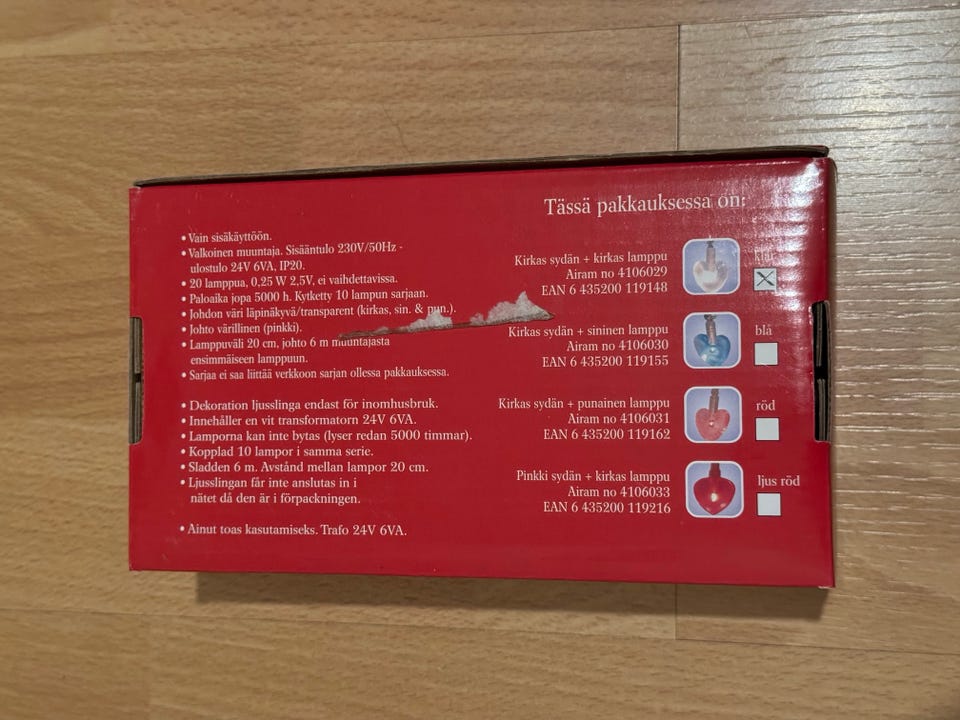 Tässä pakkauksessa on:
• Vain sisäkäyttöön.
• Valkoinen muuntaja. Sisääntulo 230V/50Hz -
ulostulo 24V 6VA, IP20.
• 20 lamppua, 0,25 W 2,5V, ei vaihdettavissa.
• Paloaika jopa 5000 h. Kytketty 10 lampun sarjaan.
• Johdon väri läpinäkyvä/transparent (kirkas, sin. & pun.).
• Johto värillinen (pinkki).
• Lamppuväli 20 cm, johto 6 m muuntajasta
ensimmäiseen lamppuun.
• Sarjaa ei saa liittää verkkoon sarjan ollessa pakkauksessa.
• Dekoration ljusslinga endast för inomhusbruk.
• Innehåller en vit transformatorn 24V 6VA.
• Lamporna kan inte bytas (lyser redan 5000 timmar).
• Kopplad 10 lampor i samma serie.
• Sladden 6 m. Avstånd mellan lampor 20 cm.
• Ljusslingan får inte anslutas in i
nätet då den är i förpackningen.
• Ainut toas kasutamiseks. Trafo 24V 6VA.
Kirkas sydän + kirkas lamppu
Airam no 4106029
EAN 6 435200 119148
klar
Kirkas sydän + sininen lamppu
Airam no 4106030
EAN 6 435200 119155
blå
Kirkas sydän + punainen lamppu
Airam no 4106031
EAN 6 435200 119162
röd
Pinkki sydän + kirkas lamppu
Airam no 4106033
EAN 6 435200 119216
ljus röd